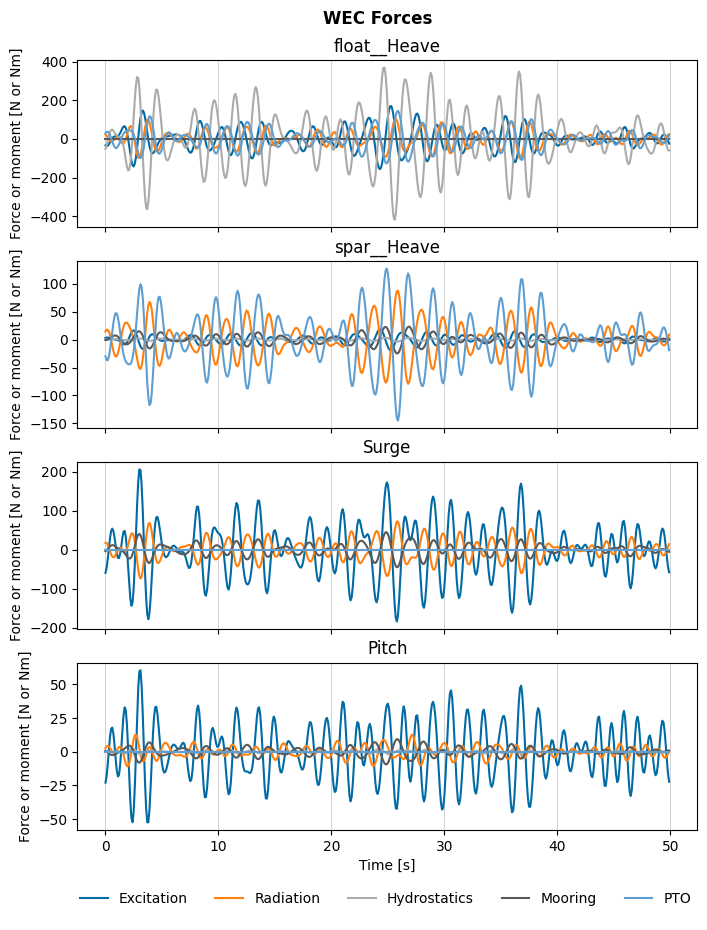 WEC Forces
float__Heave
Force or moment [N or Nm]
400
200
0
−200
−400
spar__Heave
Force or moment [N or Nm]
100
50
0
−50
−100
−150
Surge
Force or moment [N or Nm]
200
100
0
−100
−200
Pitch
Force or moment [N or Nm]
50
25
0
−25
−50
0 10 20 30 40 50
Time [s]
Excitation Radiation Hydrostatics Mooring PTO